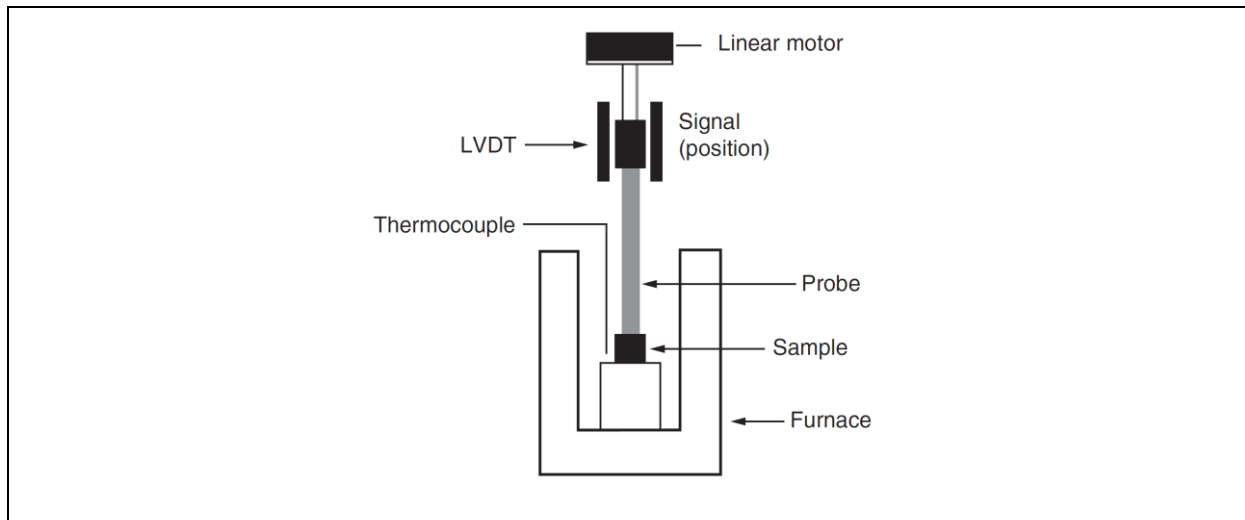 Linear motor
LVDT
Signal
(position)
Thermocouple
Probe
Sample
Furnace